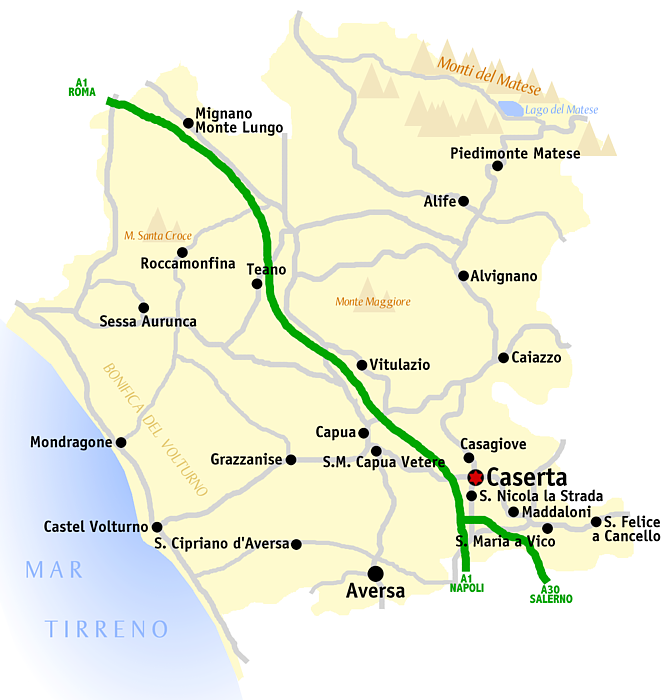 Monti del Matese
A1
ROMA
Lago del Matese
Mignano
Monte Lungo
Piedimonte Matese
Alife
M. Santa Croce
Roccamonfina
Teano
Alvignano
Monte Maggiore
Sessa Aurunca
Caiazzo
Vitulazio
BONIFICA DEL VOLTURNO
Capua
Mondragone
Casagiove
Grazzanise
S.M. Capua Vetere
Caserta
S. Nicola la Strada
Maddaloni
Castel Volturno
S. Felice
a Cancello
S. Cipriano d'Aversa
S. Maria a Vico
MAR
TIRRENO
Aversa
A1
NAPOLI
A30
SALERNO